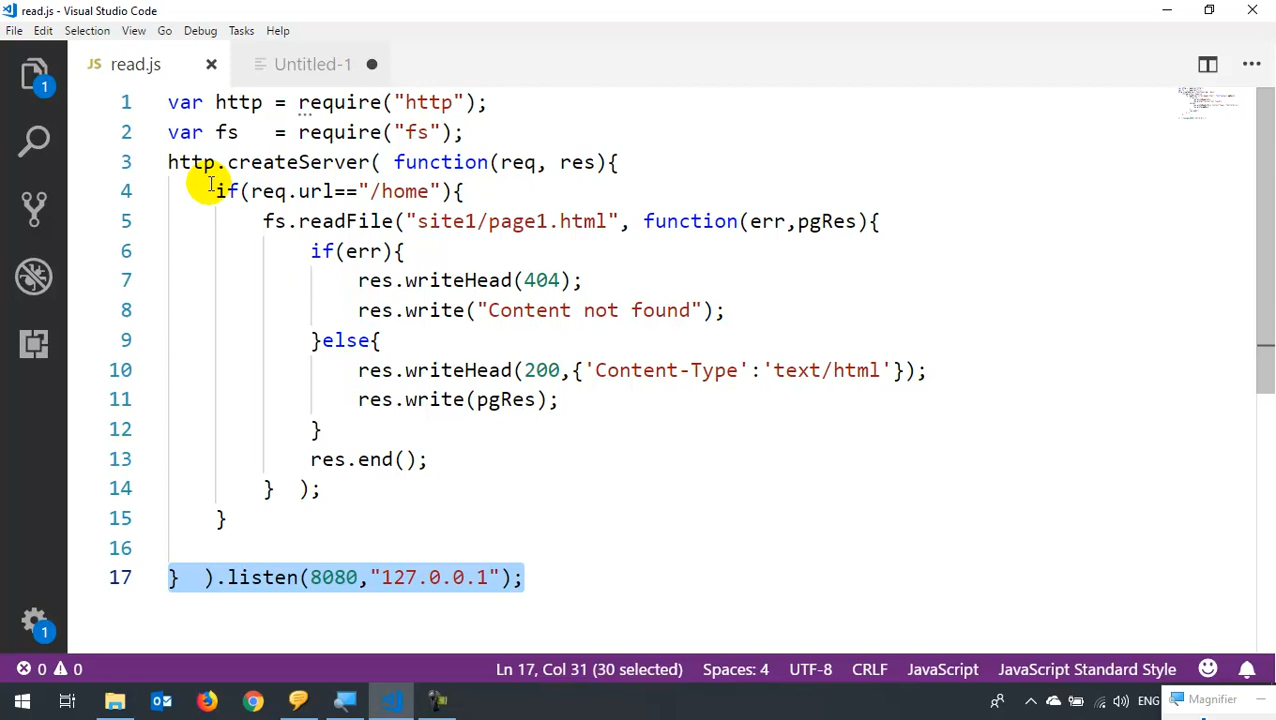 read.js - Visual Studio Code
File Edit Selection View Go Debug Tasks Help
JS read.js Untitled-1
1 var http = require("http");
2 var fs   = require("fs");
3 http.createServer( function(req, res){
4     if(req.url=="/home"){
5         fs.readFile("site1/page1.html", function(err,pgRes){
6             if(err){
7                 res.writeHead(404);
8                 res.write("Content not found");
9             }else{
10                 res.writeHead(200,{'Content-Type':'text/html'});
11                 res.write(pgRes);
12             }
13             res.end();
14         }  );
15     }
16
17 }  ).listen(8080,"127.0.0.1");
1
1
0 0 Ln 17, Col 31 (30 selected) Spaces: 4 UTF-8 CRLF JavaScript JavaScript Standard Style
ENG Magnifier